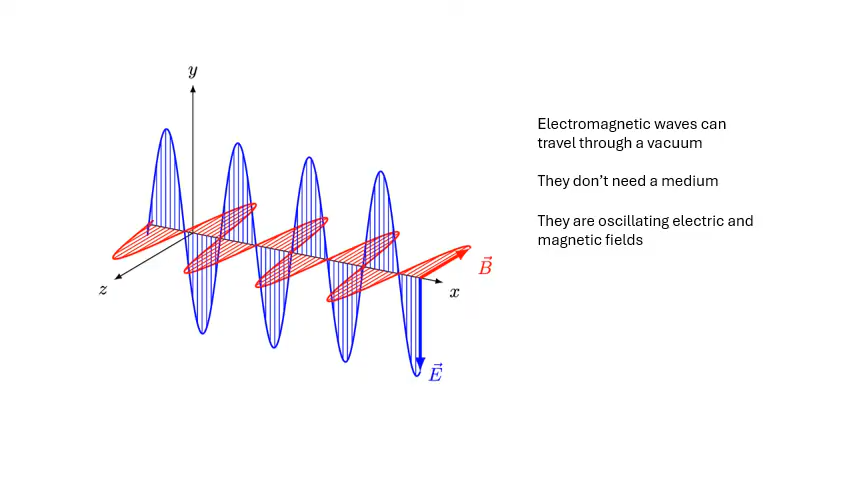 y
Electromagnetic waves can
travel through a vacuum
They don’t need a medium
They are oscillating electric and
magnetic fields
B⃗
z
x
E⃗